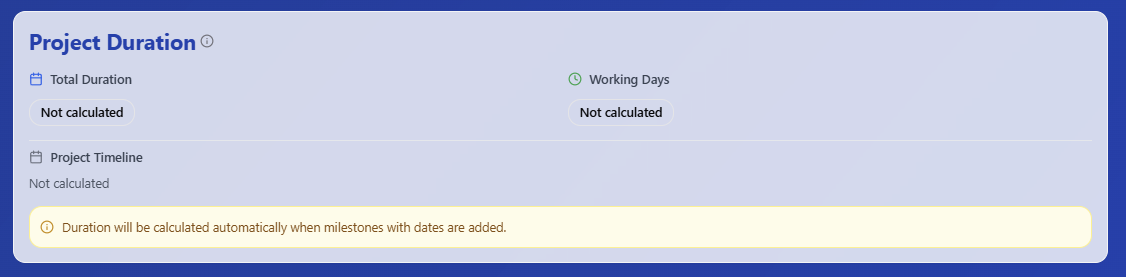 Project Duration
Total Duration
Working Days
Not calculated
Not calculated
Project Timeline
Not calculated
Duration will be calculated automatically when milestones with dates are added.